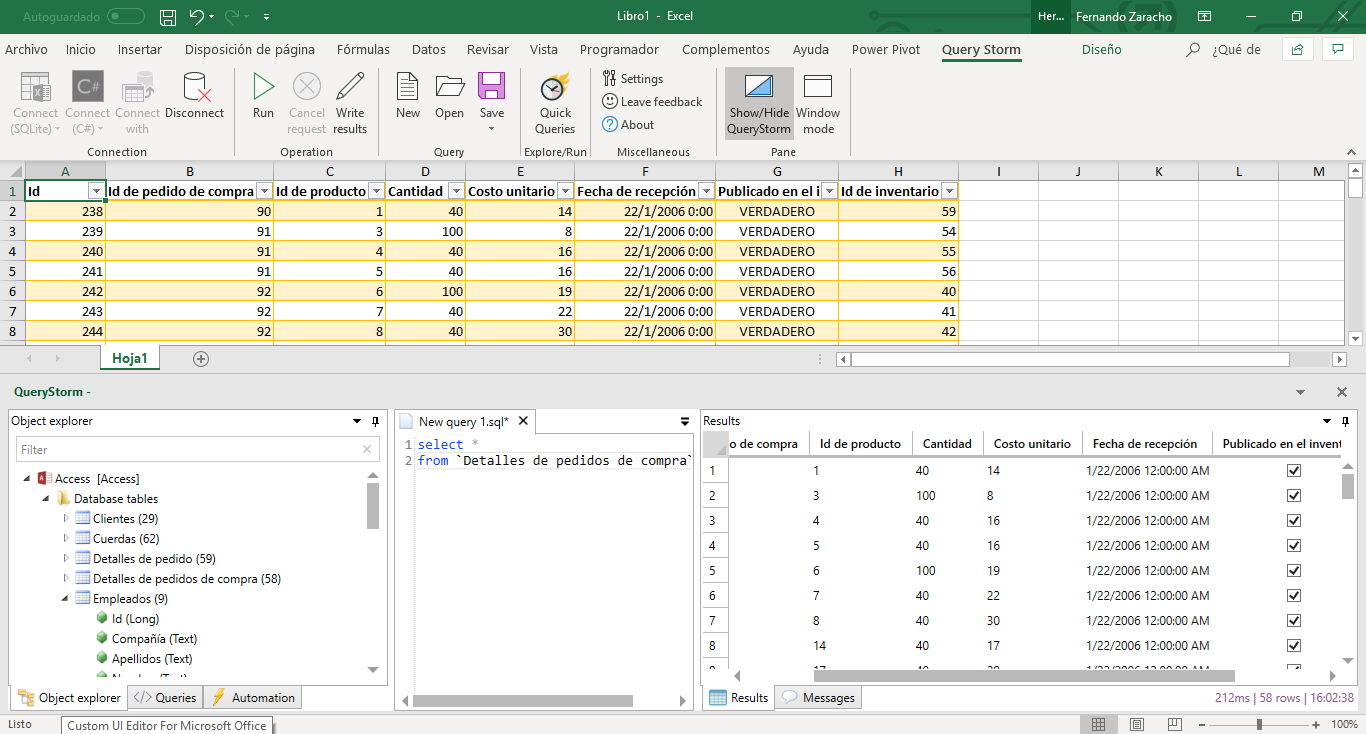 Autoguardado
Libro1 - Excel
Her...
Fernando Zaracho
Archivo Inicio Insertar Disposición de página Fórmulas Datos Revisar Vista Programador Complementos Ayuda Power Pivot Query Storm Diseño ¿Qué de
Connect (SQLite)
Connect (C#)
Connect with
Disconnect
Connection
Run
Cancel request
Write results
Operation
New
Open
Save
Query
Quick Queries
Explore/Run
Settings
Leave feedback
About
Miscellaneous
Show/Hide QueryStorm
Window mode
Pane
A B C D E F G H I J K L M
1 Id Id de pedido de compra Id de producto Cantidad Costo unitario Fecha de recepción Publicado en el i Id de inventario
2 238 90 1 40 14 22/1/2006 0:00 VERDADERO 59
3 239 91 3 100 8 22/1/2006 0:00 VERDADERO 54
4 240 91 4 40 16 22/1/2006 0:00 VERDADERO 55
5 241 91 5 40 16 22/1/2006 0:00 VERDADERO 56
6 242 92 6 100 19 22/1/2006 0:00 VERDADERO 40
7 243 92 7 40 22 22/1/2006 0:00 VERDADERO 41
8 244 92 8 40 30 22/1/2006 0:00 VERDADERO 42
Hoja1
QueryStorm -
Object explorer
Filter
Access [Access]
Database tables
Clientes (29)
Cuerdas (62)
Detalles de pedido (59)
Detalles de pedidos de compra (58)
Empleados (9)
Id (Long)
Compañía (Text)
Apellidos (Text)
Object explorer Queries Automation
New query 1.sql*
1 select *
2 from `Detalles de pedidos de compra`
Results
o de compra Id de producto Cantidad Costo unitario Fecha de recepción Publicado en el invent
1 1 40 14 1/22/2006 12:00:00 AM
2 3 100 8 1/22/2006 12:00:00 AM
3 4 40 16 1/22/2006 12:00:00 AM
4 5 40 16 1/22/2006 12:00:00 AM
5 6 100 19 1/22/2006 12:00:00 AM
6 7 40 22 1/22/2006 12:00:00 AM
7 8 40 30 1/22/2006 12:00:00 AM
8 14 40 17 1/22/2006 12:00:00 AM
Results Messages
212ms | 58 rows | 16:02:38
Listo
Custom UI Editor For Microsoft Office
100%